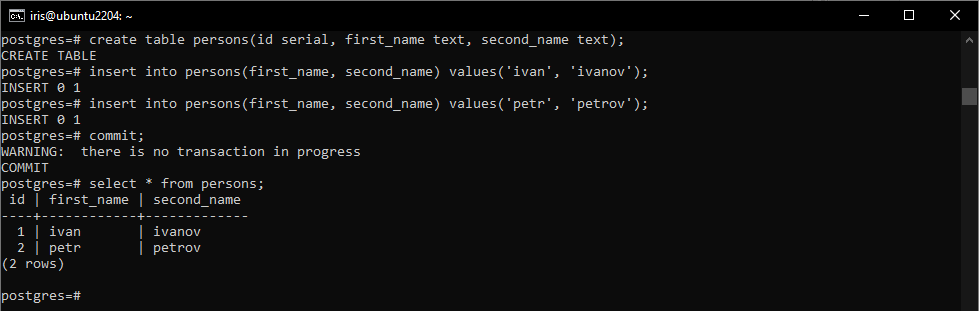 iris@ubuntu2204: ~
postgres=# create table persons(id serial, first_name text, second_name text);
CREATE TABLE
postgres=# insert into persons(first_name, second_name) values('ivan', 'ivanov');
INSERT 0 1
postgres=# insert into persons(first_name, second_name) values('petr', 'petrov');
INSERT 0 1
postgres=# commit;
WARNING:  there is no transaction in progress
COMMIT
postgres=# select * from persons;
 id | first_name | second_name
----+------------+-------------
  1 | ivan       | ivanov
  2 | petr       | petrov
(2 rows)
postgres=#